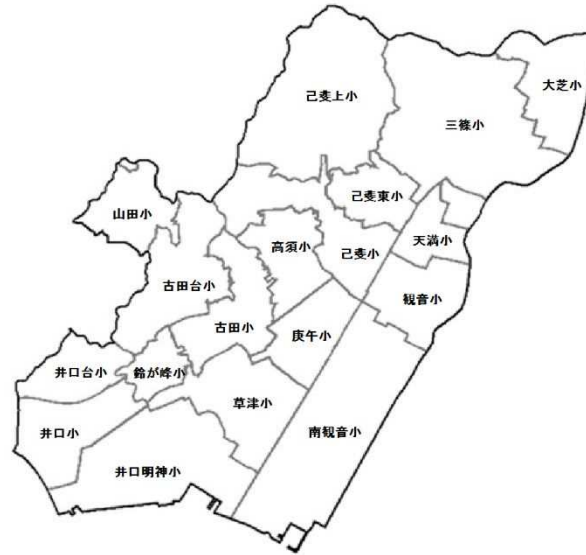 大芝小
己斐上小
三篠小
己斐東小
山田小
天満小
高須小
己斐小
古田台小
観音小
古田小
庚午小
井口台小
鈴が峰小
草津小
井口小
南観音小
井口明神小